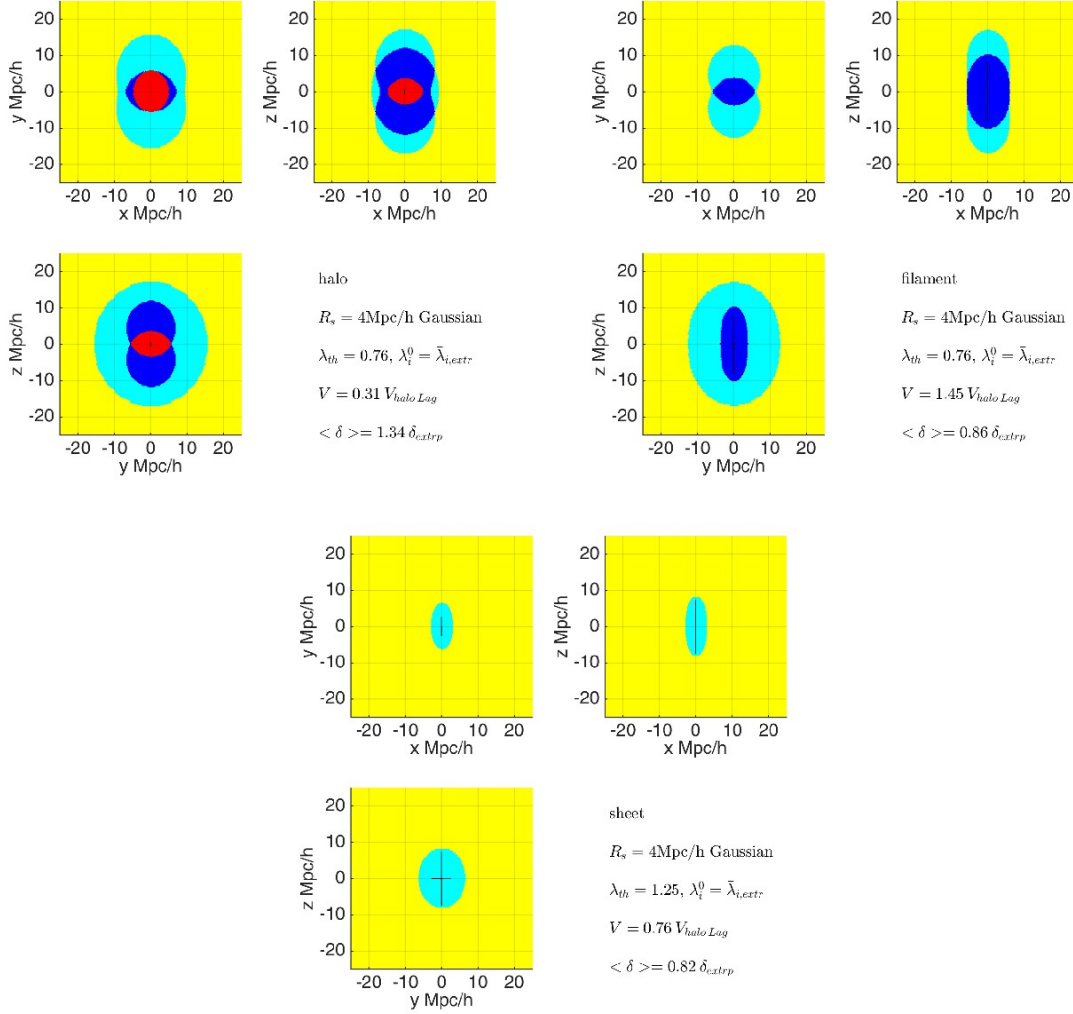 20
10
0
-10
-20
y Mpc/h
-20 -10 0 10 20
x Mpc/h
20
10
0
-10
-20
z Mpc/h
-20 -10 0 10 20
x Mpc/h
20
10
0
-10
-20
z Mpc/h
-20 -10 0 10 20
y Mpc/h
halo
R_s = 4Mpc/h Gaussian
λ_th = 0.76, λ_i^0 = λ̄_i,extr
V = 0.31 V_halo Lag
< δ >= 1.34 δ_extrp
20
10
0
-10
-20
y Mpc/h
-20 -10 0 10 20
x Mpc/h
20
10
0
-10
-20
z Mpc/h
-20 -10 0 10 20
x Mpc/h
20
10
0
-10
-20
z Mpc/h
-20 -10 0 10 20
y Mpc/h
filament
R_s = 4Mpc/h Gaussian
λ_th = 0.76, λ_i^0 = λ̄_i,extr
V = 1.45 V_halo Lag
< δ >= 0.86 δ_extrp
20
10
0
-10
-20
y Mpc/h
-20 -10 0 10 20
x Mpc/h
20
10
0
-10
-20
z Mpc/h
-20 -10 0 10 20
x Mpc/h
20
10
0
-10
-20
z Mpc/h
-20 -10 0 10 20
y Mpc/h
sheet
R_s = 4Mpc/h Gaussian
λ_th = 1.25, λ_i^0 = λ̄_i,extr
V = 0.76 V_halo Lag
< δ >= 0.82 δ_extrp